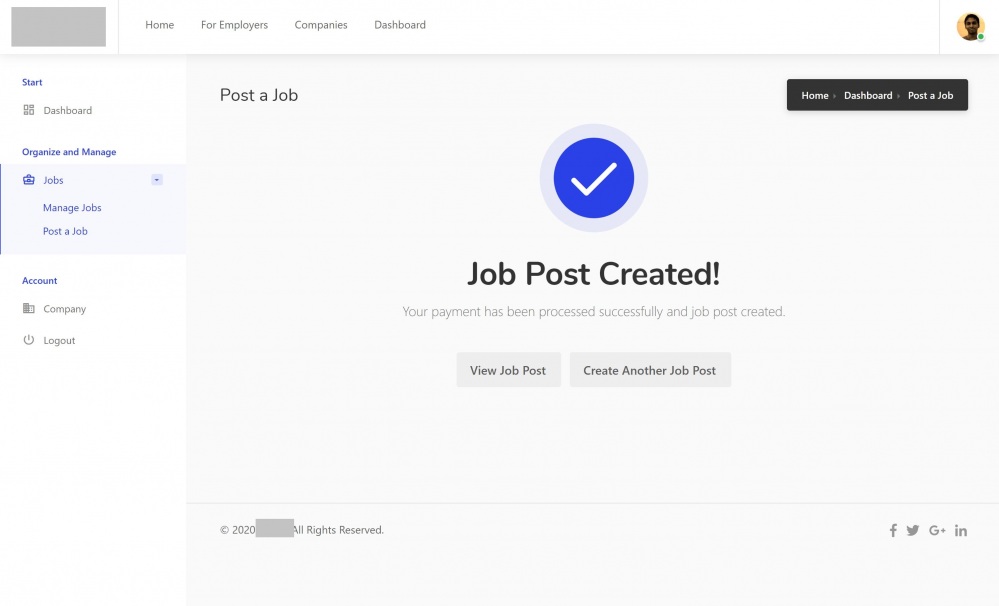 Home For Employers Companies Dashboard
Start
Dashboard
Organize and Manage
Jobs
Manage Jobs
Post a Job
Account
Company
Logout
Post a Job
Home › Dashboard › Post a Job
Job Post Created!
Your payment has been processed successfully and job post created.
View Job Post Create Another Job Post
© 2020 All Rights Reserved.